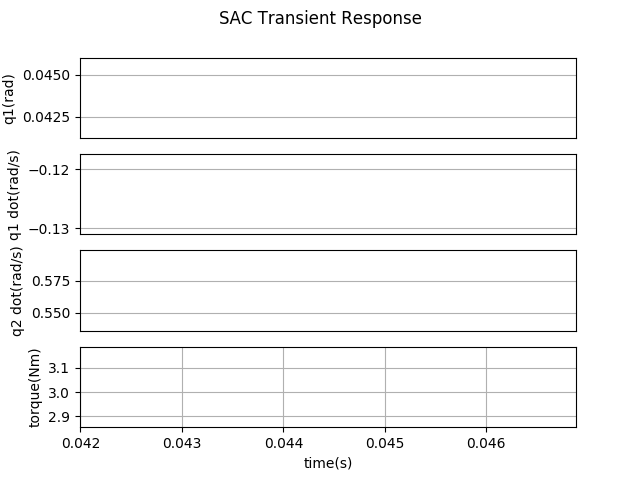 SAC Transient Response
q1(rad)
0.0450
0.0425
q1 dot(rad/s)
−0.12
−0.13
q2 dot(rad/s)
0.575
0.550
torque(Nm)
3.1
3.0
2.9
0.042 0.043 0.044 0.045 0.046
time(s)